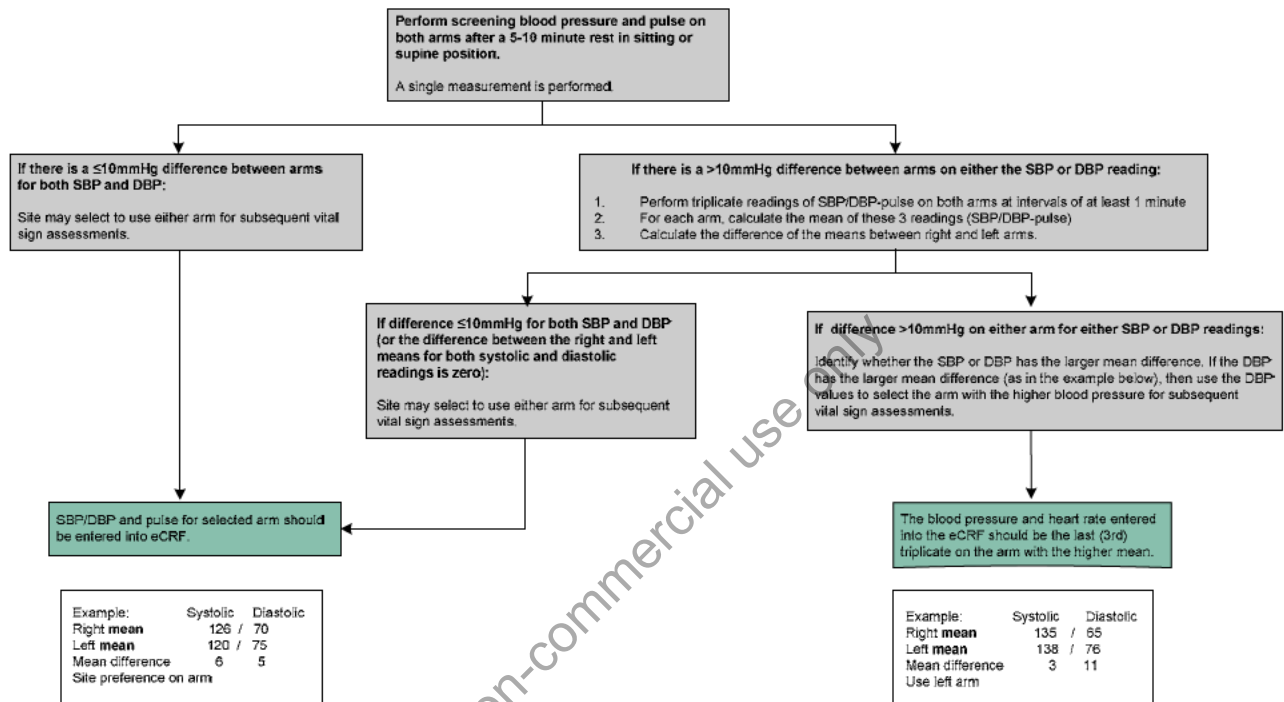 Perform screening blood pressure and pulse on
both arms after a 5-10 minute rest in sitting or
supine position.
A single measurement is performed.
If there is a ≤10mmHg difference between arms
for both SBP and DBP:
Site may select to use either arm for subsequent vital
sign assessments.
If there is a >10mmHg difference between arms on either the SBP or DBP reading:
1. Perform triplicate readings of SBP/DBP-pulse on both arms at intervals of at least 1 minute
2. For each arm, calculate the mean of these 3 readings (SBP/DBP-pulse)
3. Calculate the difference of the means between right and left arms.
If difference ≤10mmHg for both SBP and DBP
(or the difference between the right and left
means for both systolic and diastolic
readings is zero):
Site may select to use either arm for subsequent
vital sign assessments.
If difference >10mmHg on either arm for either SBP or DBP readings:
Identify whether the SBP or DBP has the larger mean difference. If the DBP
has the larger mean difference (as in the example below), then use the DBP
values to select the arm with the higher blood pressure for subsequent
vital sign assessments.
SBP/DBP and pulse for selected arm should
be entered into eCRF.
The blood pressure and heart rate entered
into the eCRF should be the last (3rd)
triplicate on the arm with the higher mean.
Example: Systolic Diastolic
Right mean 126 / 70
Left mean 120 / 75
Mean difference 6 5
Site preference on arm
Example: Systolic Diastolic
Right mean 135 / 65
Left mean 138 / 76
Mean difference 3 11
Use left arm
on-commercial use only